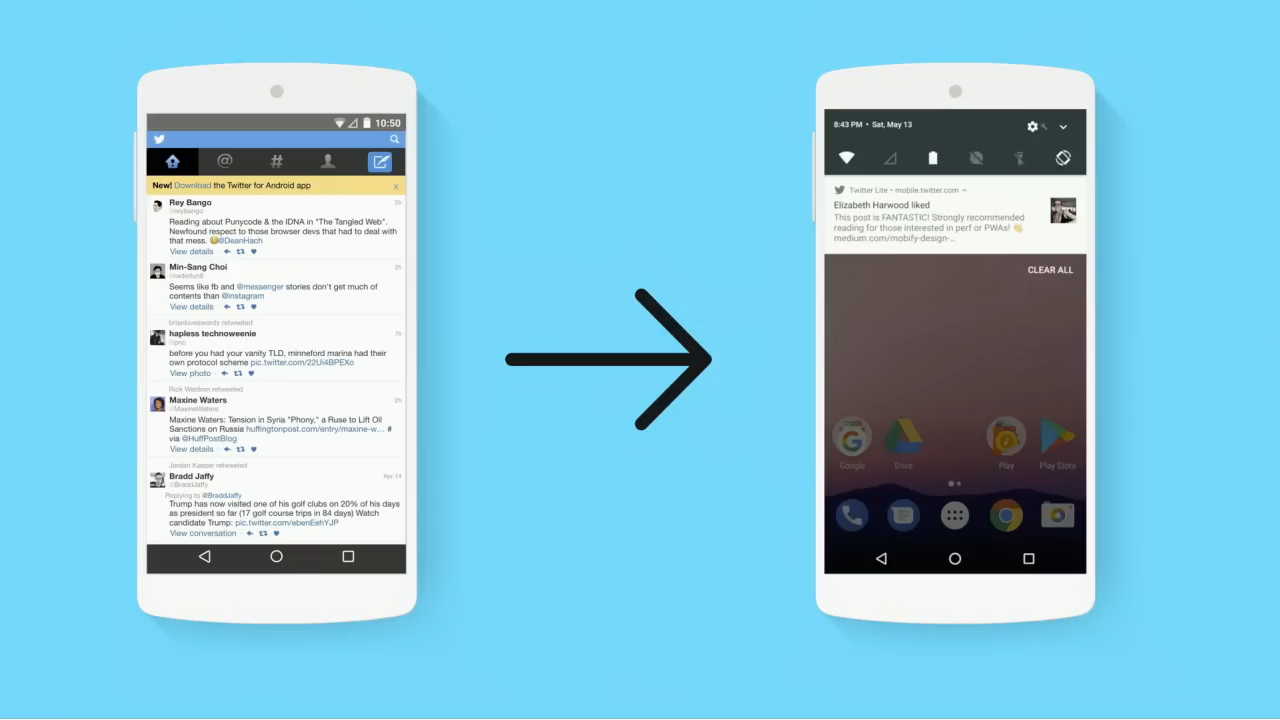 10:50
New! Download the Twitter for Android app x
Rey Bango 2h
@reybango
Reading about Punycode & the IDNA in "The Tangled Web".
Newfound respect to those browser devs that had to deal with
that mess. 😂@DeanHach
View details
Min-Sang Choi 2h
Seems like fb and @messenger stories don't get much of
contents than @instagram
View details
brianloveswords retweeted
hapless technoweenie 7h
before you had your vanity TLD, minneford marina had their
own protocol scheme pic.twitter.com/22Ui4BPEXo
View photo
Rick Waldron retweeted
Maxine Waters 2h
@MaxineWaters
Maxine Waters: Tension in Syria "Phony," a Ruse to Lift Oil
Sanctions on Russia huffingtonpost.com/entry/maxine-w... #
via @HuffPostBlog
View details
Jordan Kasper retweeted
Bradd Jaffy Apr 14
@BraddJaffy
Replying to @BraddJaffy
Trump has now visited one of his golf clubs on 20% of his days
as president so far (17 golf course trips in 84 days) Watch
candidate Trump: pic.twitter.com/ebenEehYJP
View conversation
8:43 PM • Sat, May 13
Twitter Lite • mobile.twitter.com
Elizabeth Harwood liked
This post is FANTASTIC! Strongly recommended
reading for those interested in perf or PWAs! 👏
medium.com/mobify-design-...
CLEAR ALL
Google Drive Play Play Store